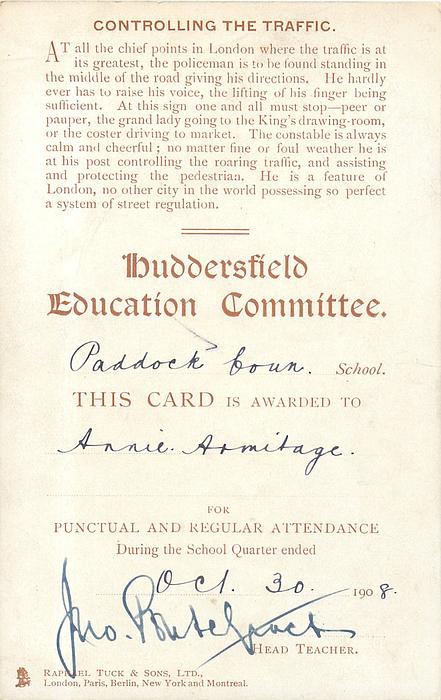 CONTROLLING THE TRAFFIC.
AT all the chief points in London where the traffic is at
its greatest, the policeman is to be found standing in
the middle of the road giving his directions. He hardly
ever has to raise his voice, the lifting of his finger being
sufficient. At this sign one and all must stop—peer or
pauper, the grand lady going to the King's drawing-room,
or the coster driving to market. The constable is always
calm and cheerful; no matter fine or foul weather he is
at his post controlling the roaring traffic, and assisting
and protecting the pedestrian. He is a feature of
London, no other city in the world possessing so perfect
a system of street regulation.
Huddersfield
Education Committee.
Paddock Coun. School.
THIS CARD IS AWARDED TO
Annie Armitage.
FOR
PUNCTUAL AND REGULAR ATTENDANCE
During the School Quarter ended
Oct. 30. 1908.
Jno.
HEAD TEACHER.
RAPHAEL TUCK & SONS, LTD.,
London, Paris, Berlin, New York and Montreal.